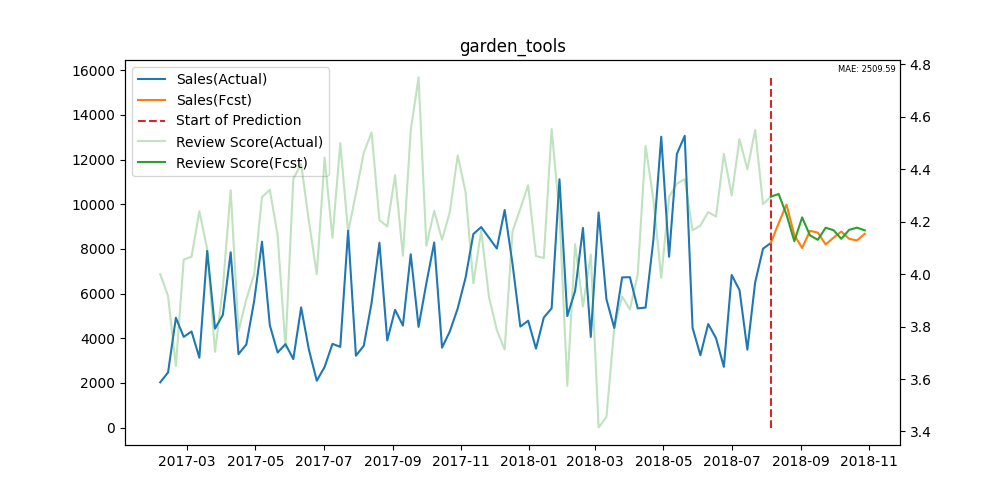 garden_tools
MAE: 2509.59
Sales(Actual)
Sales(Fcst)
Start of Prediction
Review Score(Actual)
Review Score(Fcst)
16000
14000
12000
10000
8000
6000
4000
2000
0
4.8
4.6
4.4
4.2
4.0
3.8
3.6
3.4
2017-03 2017-05 2017-07 2017-09 2017-11 2018-01 2018-03 2018-05 2018-07 2018-09 2018-11